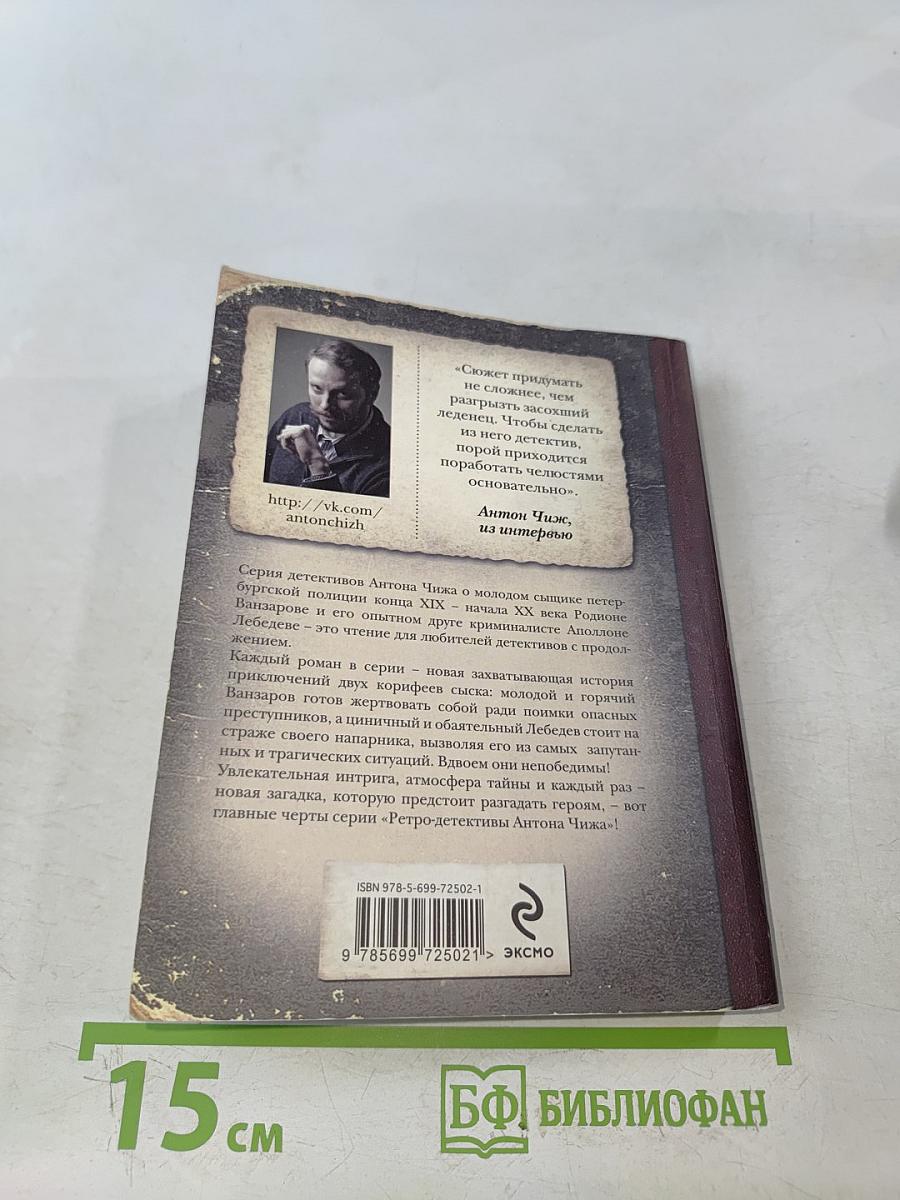 «Сюжет придумать
не сложнее, чем
разгрызть засохший
леденец. Чтобы сделать
из него детектив,
порой приходится
поработать челюстями
основательно».
Антон Чиж,
из интервью
http://vk.com/
antonchizh
Серия детективов Антона Чижа о молодом сыщике петер-
бургской полиции конца XIX – начала XX века Родионе
Ванзарове и его опытном друге криминалисте Аполлоне
Лебедеве – это чтение для любителей детективов с продол-
жением.
Каждый роман в серии – новая захватывающая история
приключений двух корифеев сыска: молодой и горячий
Ванзаров готов жертвовать собой ради поимки опасных
преступников, а циничный и обаятельный Лебедев стоит на
страже своего напарника, вызволяя его из самых запутан-
ных и трагических ситуаций. Вдвоем они непобедимы!
Увлекательная интрига, атмосфера тайны и каждый раз –
новая загадка, которую предстоит разгадать героям, – вот
главные черты серии «Ретро-детективы Антона Чижа»!
ISBN 978-5-699-72502-1
9 785699 725021 >
ЭКСМО
15 см
БФ БИБЛИОФАН